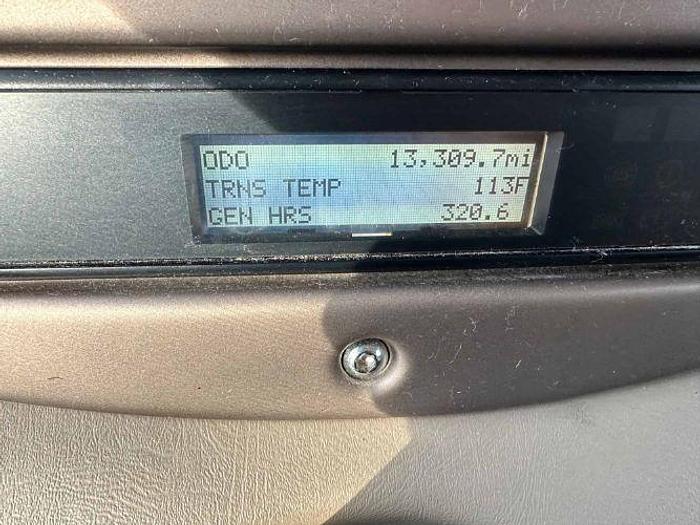 ODO 13,309.7mi
TRNS TEMP 113F
GEN HRS 320.6